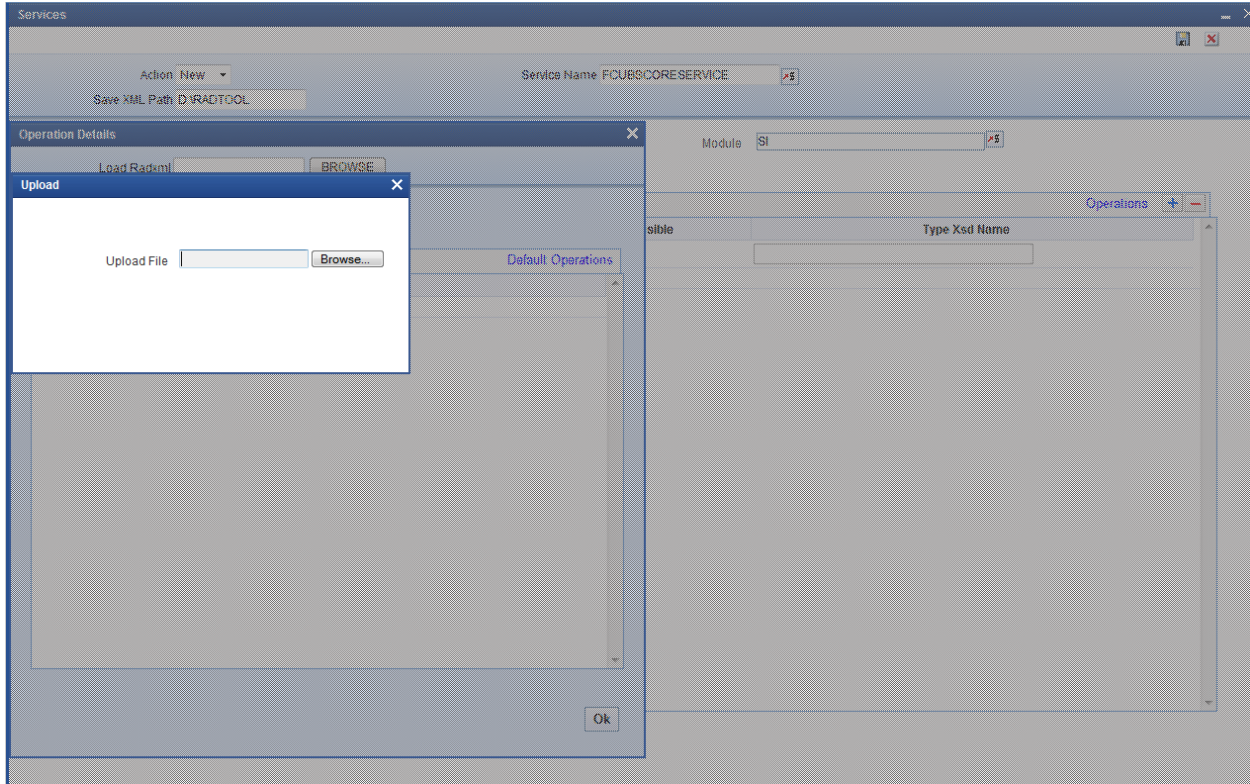 Services
Action New
Service Name FCUBSCORESERVICE
Save XML Path D:\RADTOOL
Operation Details
Module SI
Load Radxml BROWSE
Upload
Operations
sible Type Xsd Name
Upload File Browse...
Default Operations
Ok